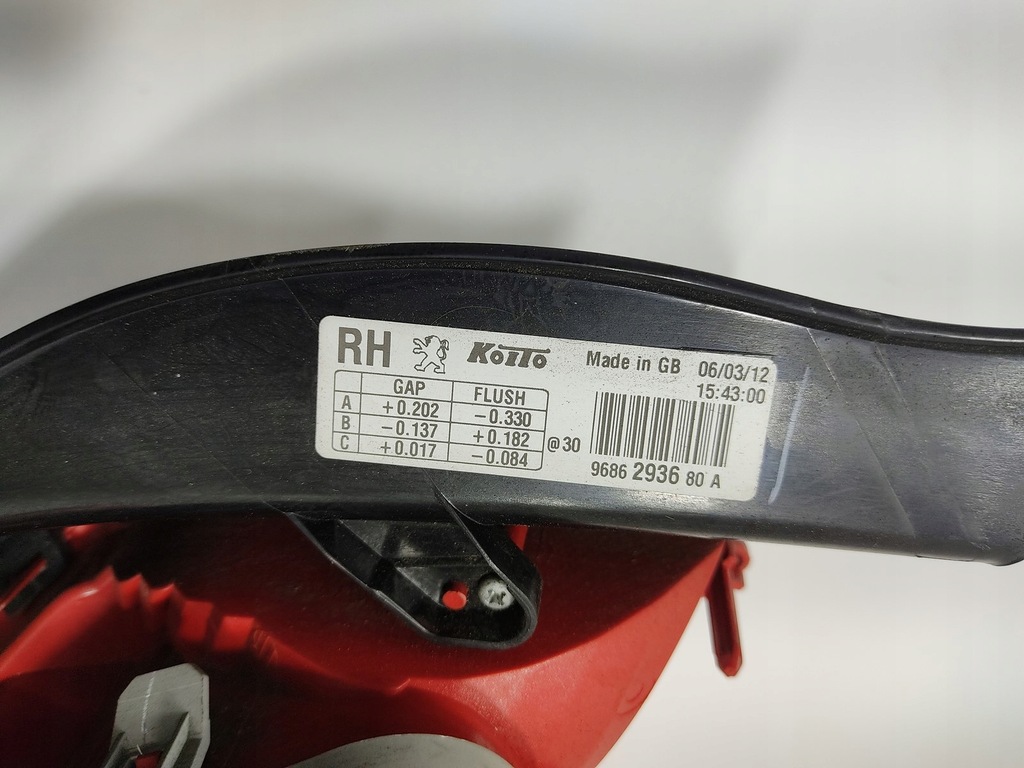 RH KOITO Made in GB 06/03/12
15:43:00
GAP FLUSH
A +0.202 -0.330
B -0.137 +0.182
C +0.017 -0.084
@30
9686 2936 80 A